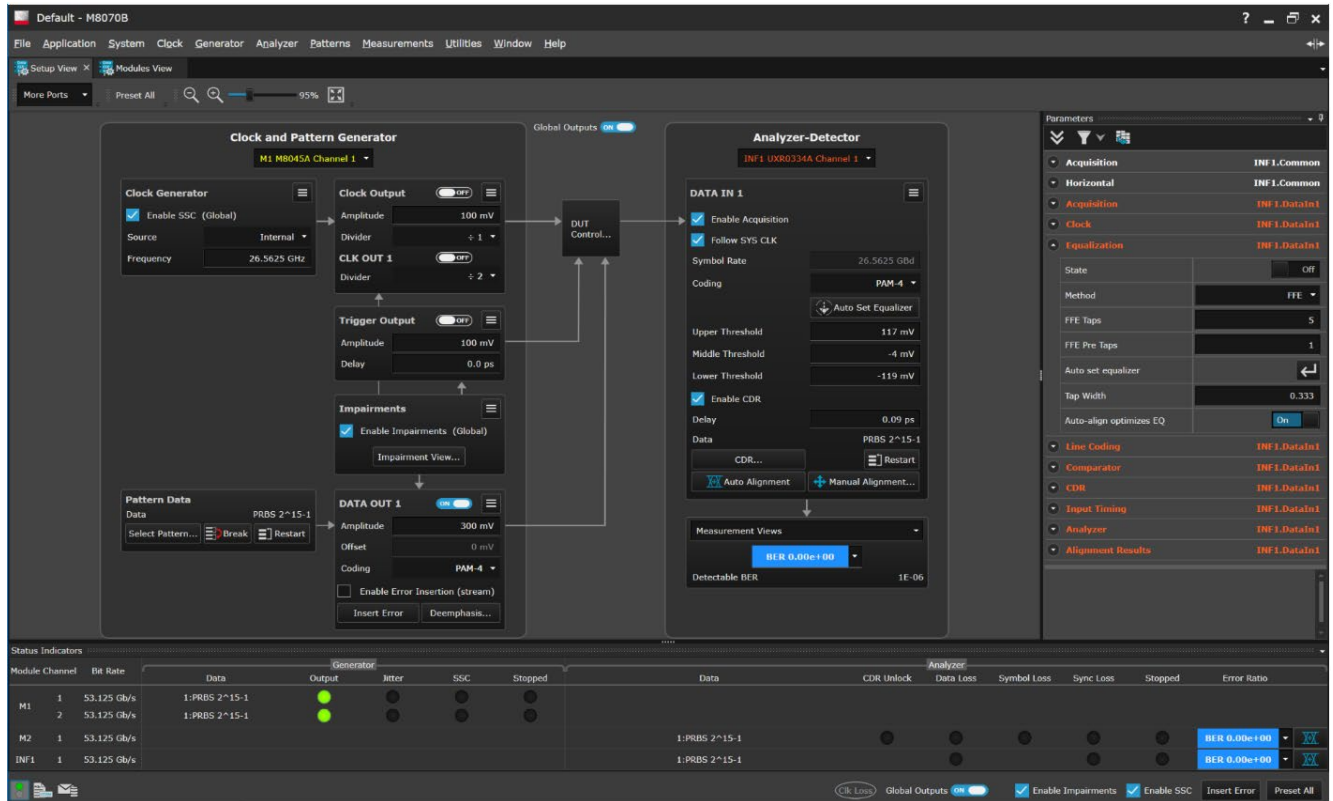 Default - M8070B
?
File Application System Clock Generator Analyzer Patterns Measurements Utilities Window Help
Setup View × Modules View
More Ports Preset All 95%
Global Outputs ON
Clock and Pattern Generator
M1 M8045A Channel 1
Clock Generator
Enable SSC (Global)
Source Internal
Frequency 26.5625 GHz
Clock Output OFF
Amplitude 100 mV
Divider ÷ 1
CLK OUT 1 OFF
Divider ÷ 2
Trigger Output OFF
Amplitude 100 mV
Delay 0.0 ps
Impairments
Enable Impairments (Global)
Impairment View...
Pattern Data
Data PRBS 2^15-1
Select Pattern... Break Restart
DATA OUT 1 ON
Amplitude 300 mV
Offset 0 mV
Coding PAM-4
Enable Error Insertion (stream)
Insert Error Deemphasis...
DUT
Control...
Analyzer-Detector
INF1 UXR0334A Channel 1
DATA IN 1
Enable Acquisition
Follow SYS CLK
Symbol Rate 26.5625 GBd
Coding PAM-4
Auto Set Equalizer
Upper Threshold 117 mV
Middle Threshold -4 mV
Lower Threshold -119 mV
Enable CDR
Delay 0.09 ps
Data PRBS 2^15-1
CDR... Restart
Auto Alignment Manual Alignment...
Measurement Views
BER 0.00e+00
Detectable BER 1E-06
Parameters
Acquisition INF1.Common
Horizontal INF1.Common
Acquisition INF1.DataIn1
Clock INF1.DataIn1
Equalization INF1.DataIn1
State Off
Method FFE
FFE Taps 5
FFE Pre Taps 1
Auto set equalizer
Tap Width 0.333
Auto-align optimizes EQ On
Line Coding INF1.DataIn1
Comparator INF1.DataIn1
CDR INF1.DataIn1
Input Timing INF1.DataIn1
Analyzer INF1.DataIn1
Alignment Results INF1.DataIn1
Status Indicators
Generator Analyzer
Module Channel Bit Rate Data Output Jitter SSC Stopped Data CDR Unlock Data Loss Symbol Loss Sync Loss Stopped Error Ratio
M1 1 53.125 Gb/s 1:PRBS 2^15-1
2 53.125 Gb/s 1:PRBS 2^15-1
M2 1 53.125 Gb/s 1:PRBS 2^15-1 BER 0.00e+00
INF1 1 53.125 Gb/s 1:PRBS 2^15-1 BER 0.00e+00
Clk Loss Global Outputs ON Enable Impairments Enable SSC Insert Error Preset All